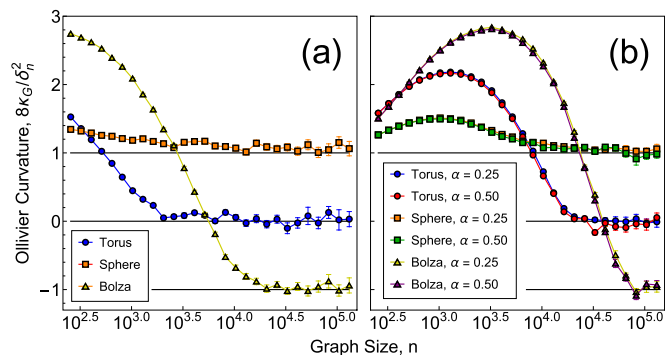 Ollivier Curvature, 8κ_G/δ_n^2
3
2
1
0
−1
(a)
Torus
Sphere
Bolza
10^2.5
10^3.0
10^3.5
10^4.0
10^4.5
10^5.0
(b)
Torus, α = 0.25
Torus, α = 0.50
Sphere, α = 0.25
Sphere, α = 0.50
Bolza, α = 0.25
Bolza, α = 0.50
10^2.5
10^3.0
10^3.5
10^4.0
10^4.5
10^5.0
Graph Size, n